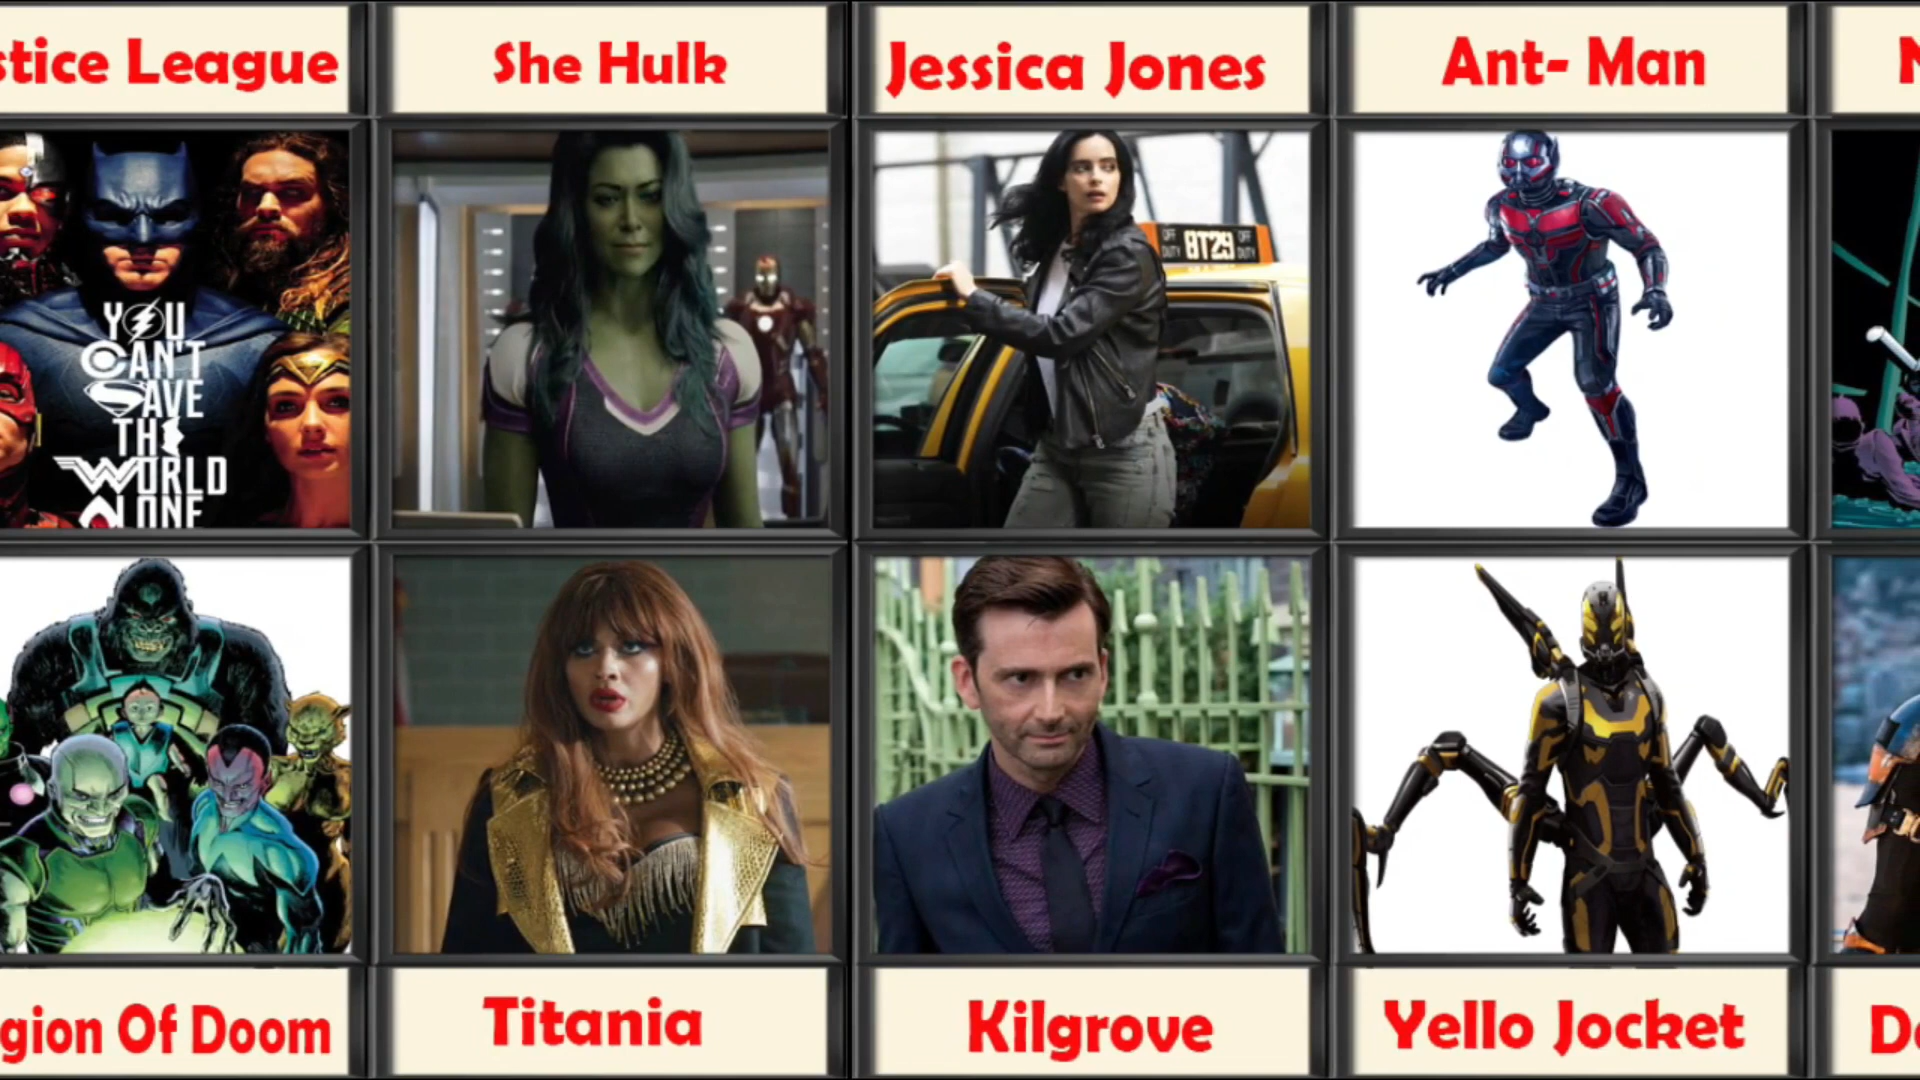 stice League
She Hulk
Jessica Jones
Ant- Man
N
YOU
CAN'T
SAVE
THE
WORLD
ALONE
OFF
DUTY
8T29
OFF
DUTY
gion Of Doom
Titania
Kilgrove
Yello Jocket
De